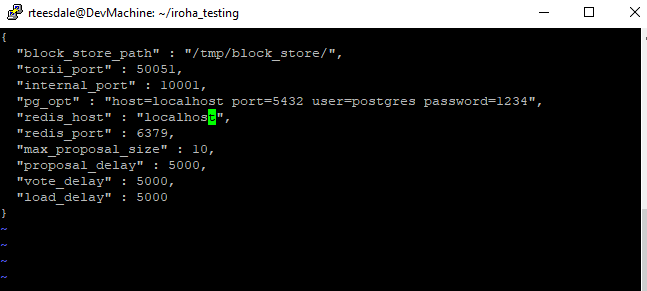 rteesdale@DevMachine: ~/iroha_testing
{
  "block_store_path" : "/tmp/block_store/",
  "torii_port" : 50051,
  "internal_port" : 10001,
  "pg_opt" : "host=localhost port=5432 user=postgres password=1234",
  "redis_host" : "localhost",
  "redis_port" : 6379,
  "max_proposal_size" : 10,
  "proposal_delay" : 5000,
  "vote_delay" : 5000,
  "load_delay" : 5000
}
~
~
~
~